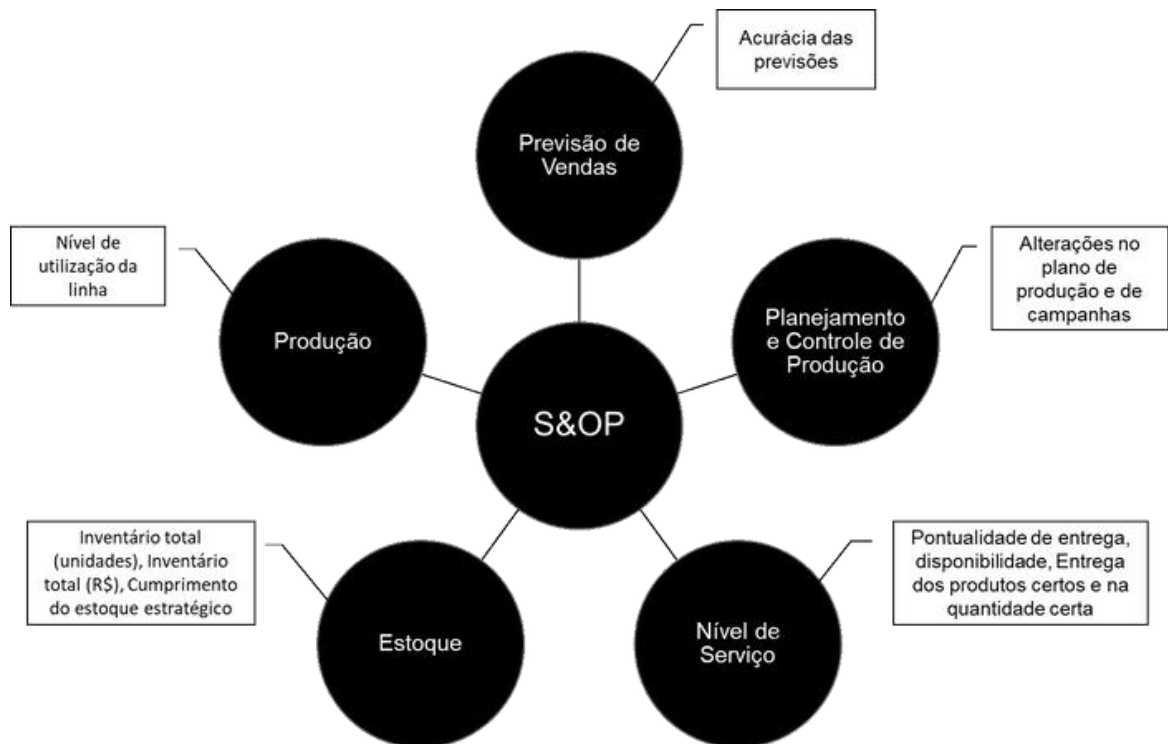 Acurácia das
previsões
Previsão de
Vendas
Nível de
utilização da
linha
Produção
Alterações no
plano de
produção e de
campanhas
Planejamento
e Controle de
Produção
S&OP
Inventário total
(unidades), Inventário
total (R$), Cumprimento
do estoque estratégico
Estoque
Pontualidade de entrega,
disponibilidade, Entrega
dos produtos certos e na
quantidade certa
Nível de
Serviço